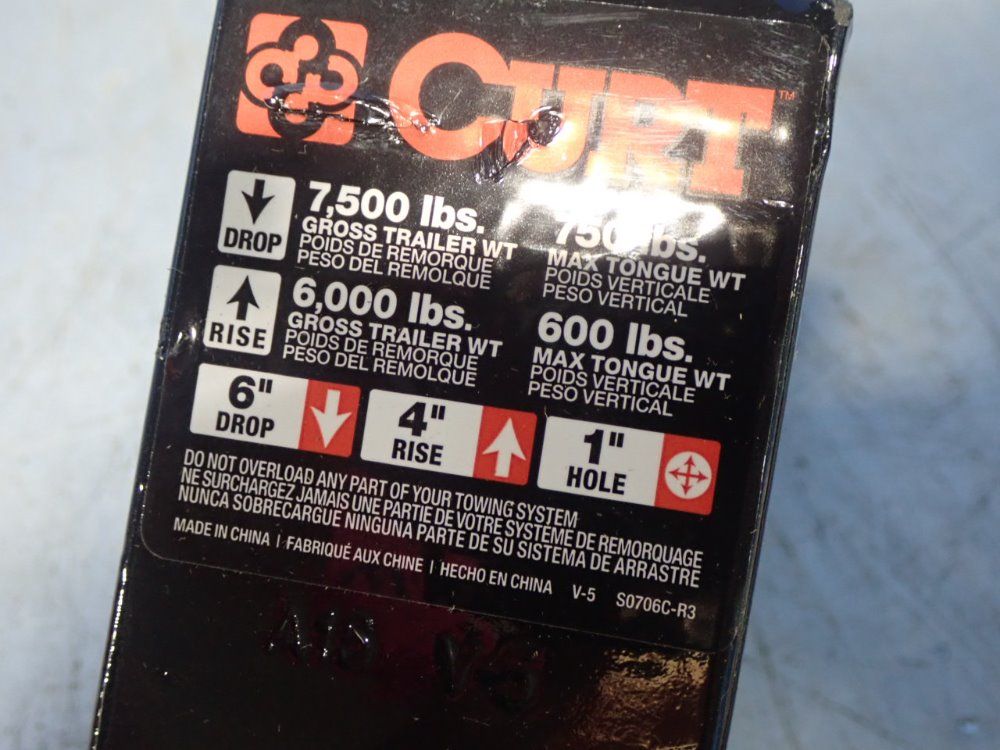 CURT™
DROP
7,500 lbs.
GROSS TRAILER WT
POIDS DE REMORQUE
PESO DEL REMOLQUE
750 lbs.
MAX TONGUE WT
POIDS VERTICALE
PESO VERTICAL
RISE
6,000 lbs.
GROSS TRAILER WT
POIDS DE REMORQUE
PESO DEL REMOLQUE
600 lbs.
MAX TONGUE WT
POIDS VERTICALE
PESO VERTICAL
6"
DROP
4"
RISE
1"
HOLE
DO NOT OVERLOAD ANY PART OF YOUR TOWING SYSTEM
NE SURCHARGEZ JAMAIS UNE PARTIE DE VOTRE SYSTEME DE REMORQUAGE
NUNCA SOBRECARGUE NINGUNA PARTE DE SU SISTEMA DE ARRASTRE
MADE IN CHINA | FABRIQUÉ AUX CHINE | HECHO EN CHINA V-5 S0706C-R3